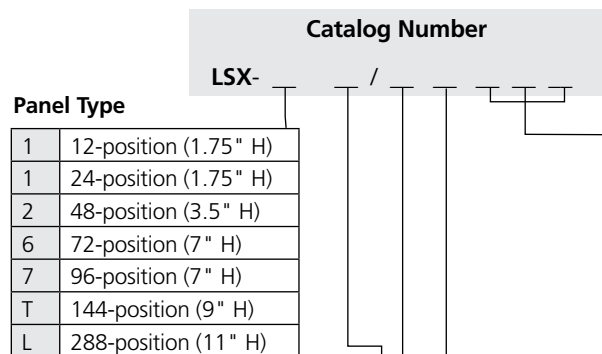 Catalog Number
LSX- _ _ / _ _ _ _ _
Panel Type
1 12-position (1.75" H)
1 24-position (1.75" H)
2 48-position (3.5" H)
6 72-position (7" H)
7 96-position (7" H)
T 144-position (9" H)
L 288-position (11" H)